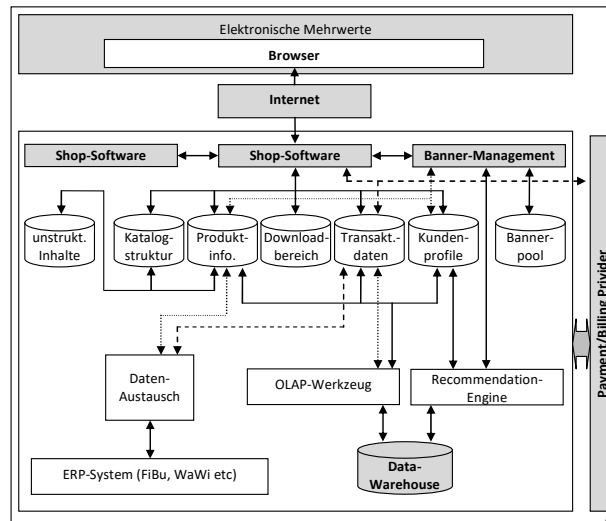 Elektronische Mehrwerte
Browser
Internet
Shop-Software
Shop-Software
Banner-Management
unstrukt.
Inhalte
Katalog-
struktur
Produkt-
info.
Download-
bereich
Transakt.-
daten
Kunden-
profile
Banner-
pool
Payment/Billing Privider
Daten-
Austausch
OLAP-Werkzeug
Recommendation-
Engine
ERP-System (FiBu, WaWi etc)
Data-
Warehouse